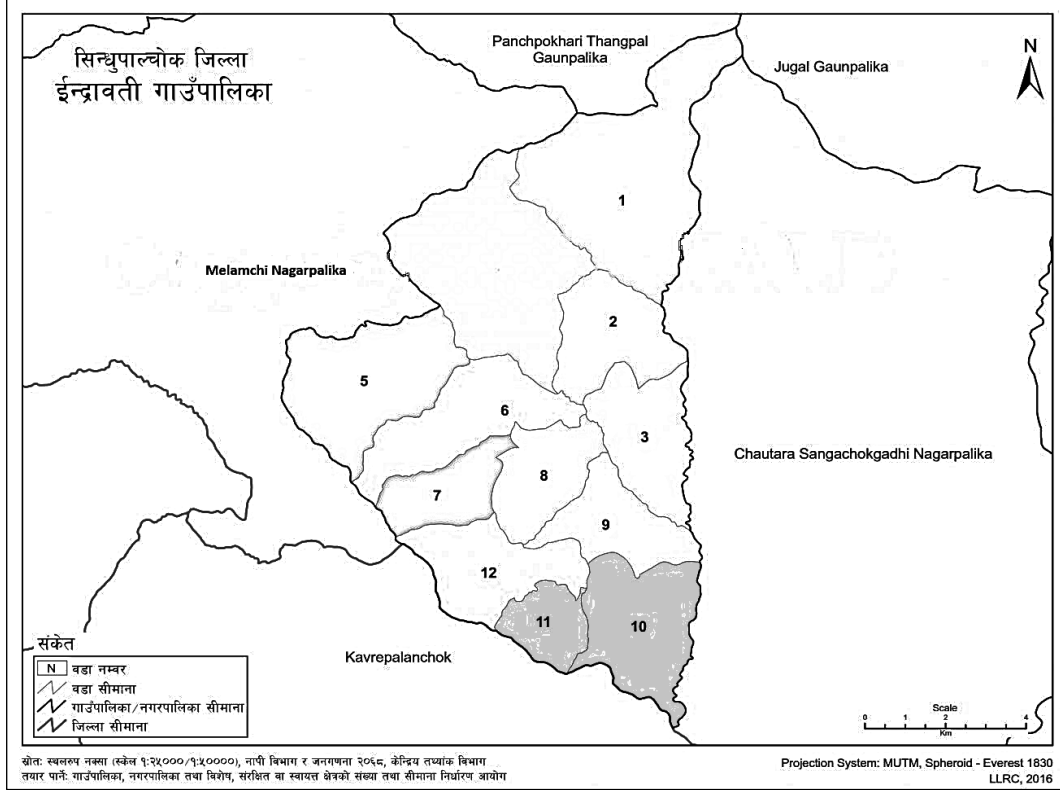 सिन्धुपाल्चोक जिल्ला
ईन्द्रावती गाउँपालिका
Panchpokhari Thangpal
Gaunpalika
Jugal Gaunpalika
N
1
Melamchi Nagarpalika
2
5
6
3
Chautara Sangachokgadhi Nagarpalika
8
7
9
12
11
10
Kavrepalanchok
संकेत
N वडा नम्बर
वडा सीमाना
गाउँपालिका/नगरपालिका सीमाना
जिल्ला सीमाना
Scale
0 1 2 4
Km
स्रोतः स्थलरुप नक्सा (स्केल १:२५०००/१:५००००), नापी विभाग र जनगणना २०६८, केन्द्रिय तथ्यांक विभाग
तयार पार्नेः गाउँपालिका, नगरपालिका तथा विशेष, संरक्षित वा स्वायत्त क्षेत्रको संख्या तथा सीमाना निर्धारण आयोग
Projection System: MUTM, Spheroid - Everest 1830
LLRC, 2016